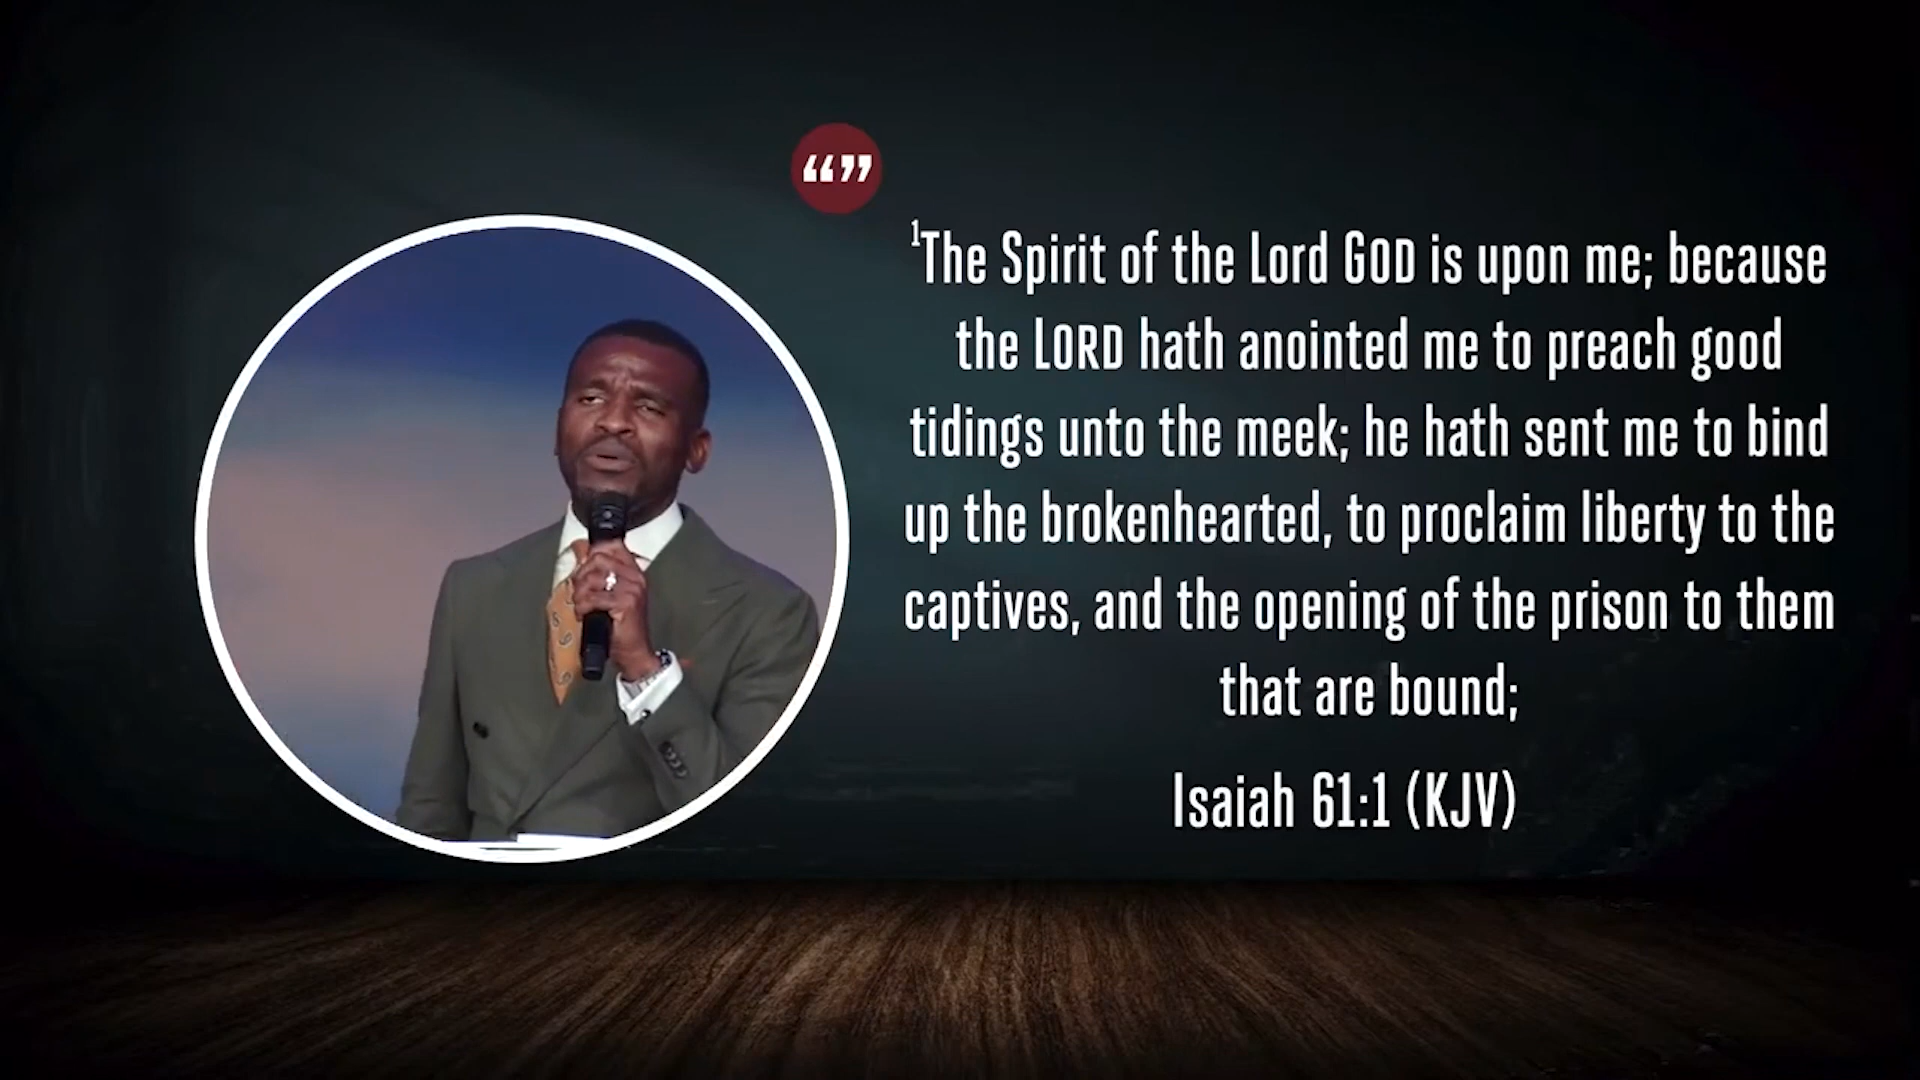 “”
¹The Spirit of the Lord GOD is upon me; because
the LORD hath anointed me to preach good
tidings unto the meek; he hath sent me to bind
up the brokenhearted, to proclaim liberty to the
captives, and the opening of the prison to them
that are bound;
Isaiah 61:1 (KJV)